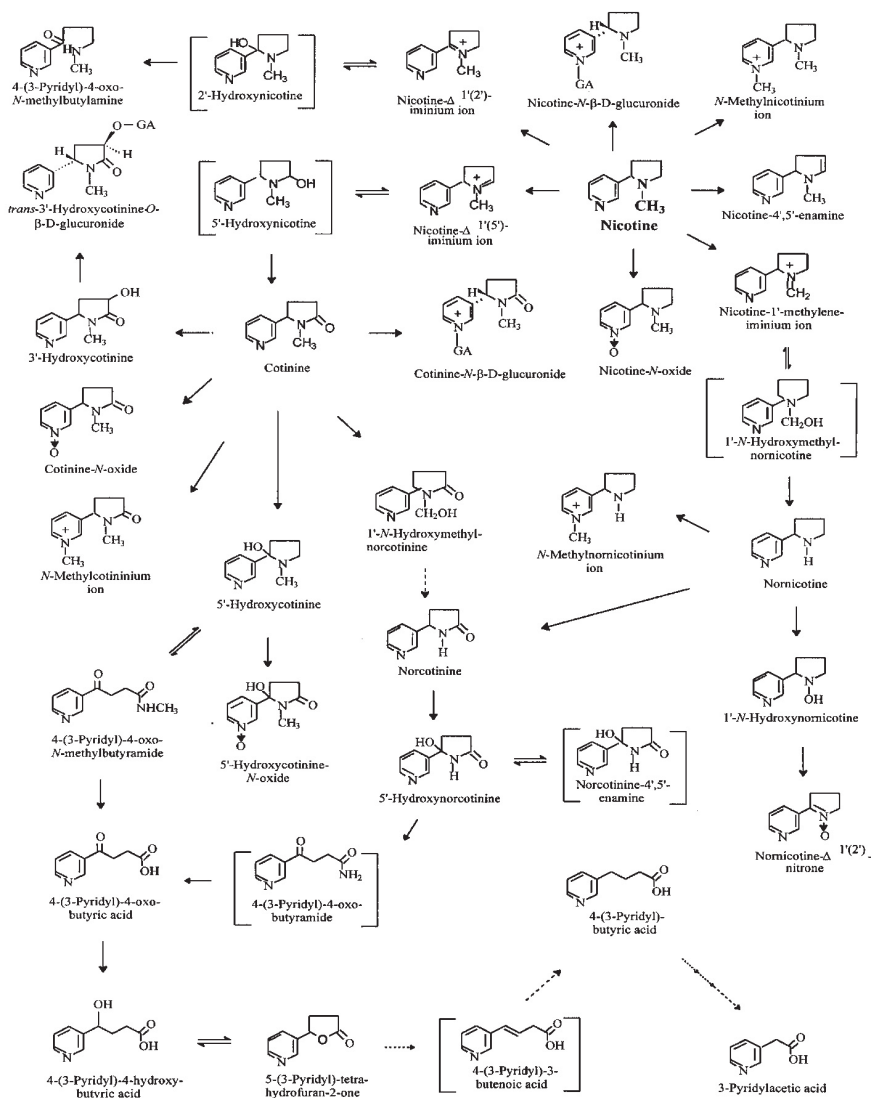 4-(3-Pyridyl)-4-oxo-
N-methylbutylamine
2'-Hydroxynicotine
Nicotine-Δ 1'(2')-
iminium ion
Nicotine-N-β-D-glucuronide
N-Methylnicotinium
ion
trans-3'-Hydroxycotinine-O-
β-D-glucuronide
5'-Hydroxynicotine
Nicotine-Δ 1'(5')-
iminium ion
Nicotine
Nicotine-4',5'-enamine
3'-Hydroxycotinine
Cotinine
Cotinine-N-β-D-glucuronide
Nicotine-N-oxide
Nicotine-1'-methylene-
iminium ion
Cotinine-N-oxide
1'-N-Hydroxymethyl-
nornicotine
N-Methylcotininium
ion
5'-Hydroxycotinine
1'-N-Hydroxymethyl-
norcotinine
N-Methylnornicotinium
ion
Nornicotine
4-(3-Pyridyl)-4-oxo-
N-methylbutyramide
5'-Hydroxycotinine-
N-oxide
Norcotinine
1'-N-Hydroxynornicotine
5'-Hydroxynorcotinine
Norcotinine-4',5'-
enamine
Nornicotine-Δ 1'(2')-
nitrone
4-(3-Pyridyl)-4-oxo-
butyric acid
4-(3-Pyridyl)-4-oxo-
butyramide
4-(3-Pyridyl)-
butyric acid
4-(3-Pyridyl)-4-hydroxy-
butyric acid
5-(3-Pyridyl)-tetra-
hydrofuran-2-one
4-(3-Pyridyl)-3-
butenoic acid
3-Pyridylacetic acid